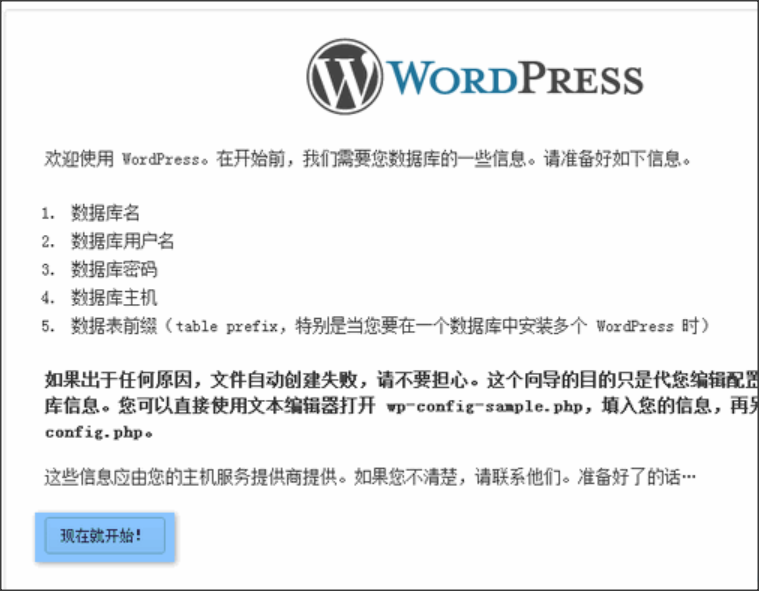 WORDPRESS
欢迎使用 WordPress。在开始前，我们需要您数据库的一些信息。请准备好如下信息。
1. 数据库名
2. 数据库用户名
3. 数据库密码
4. 数据库主机
5. 数据表前缀（table prefix，特别是当您要在一个数据库中安装多个 WordPress 时）
如果出于任何原因，文件自动创建失败，请不要担心。这个向导的目的只是代您编辑配置
库信息。您可以直接使用文本编辑器打开 wp-config-sample.php，填入您的信息，再另
config.php。
这些信息应由您的主机服务提供商提供。如果您不清楚，请联系他们。准备好了的话…
现在就开始！